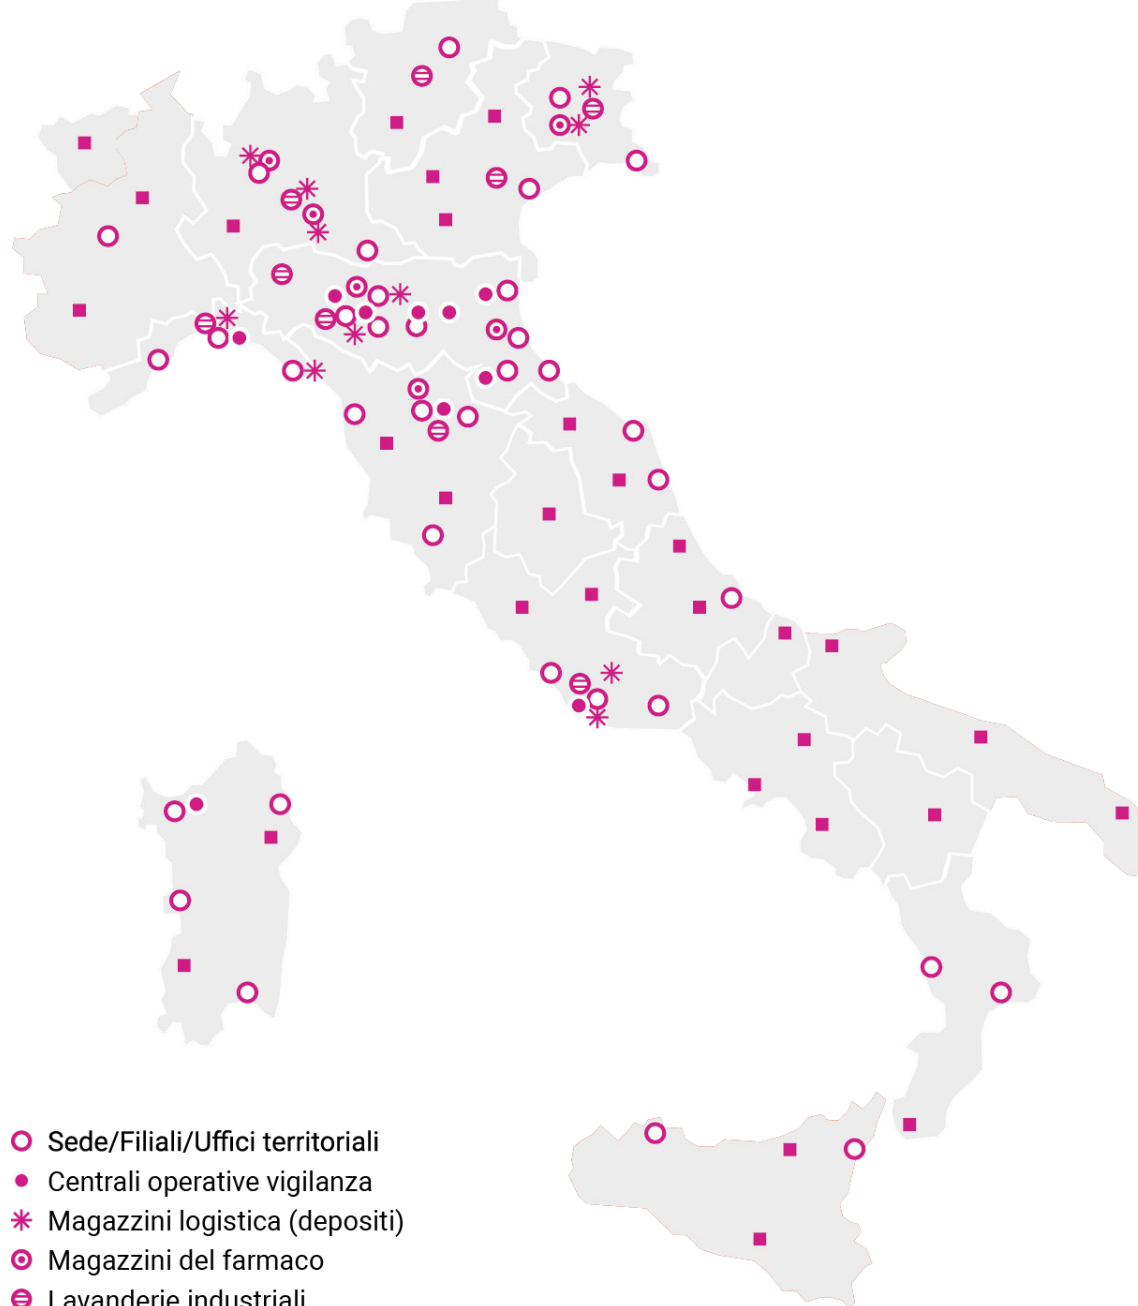 Sede/Filiali/Uffici territoriali
Centrali operative vigilanza
Magazzini logistica (depositi)
Magazzini del farmaco
Lavanderie industriali